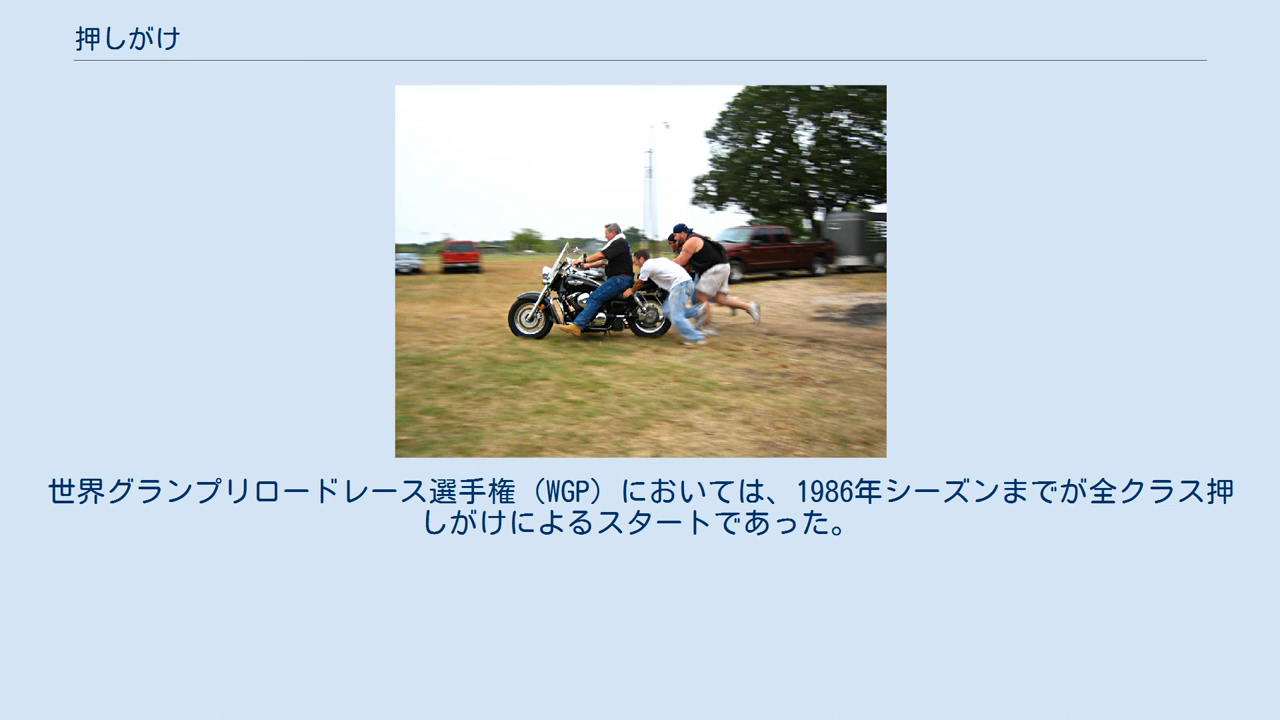 押しがけ
世界グランプリロードレース選手権（WGP）においては、1986年シーズンまでが全クラス押
しがけによるスタートであった。